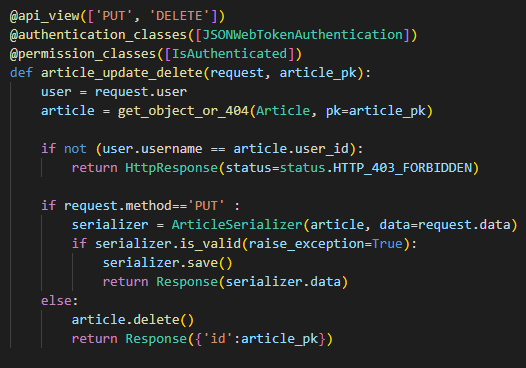 @api_view(['PUT', 'DELETE'])
@authentication_classes([JSONWebTokenAuthentication])
@permission_classes([IsAuthenticated])
def article_update_delete(request, article_pk):
    user = request.user
    article = get_object_or_404(Article, pk=article_pk)

    if not (user.username == article.user_id):
        return HttpResponse(status=status.HTTP_403_FORBIDDEN)

    if request.method=='PUT' :
        serializer = ArticleSerializer(article, data=request.data)
        if serializer.is_valid(raise_exception=True):
            serializer.save()
            return Response(serializer.data)
    else:
        article.delete()
        return Response({'id':article_pk})